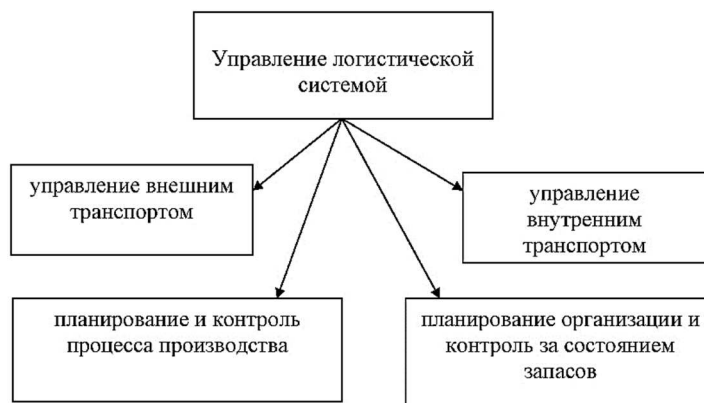 Управление логистической
системой
управление внешним
транспортом
управление
внутренним
транспортом
планирование и контроль
процесса производства
планирование организации и
контроль за состоянием
запасов